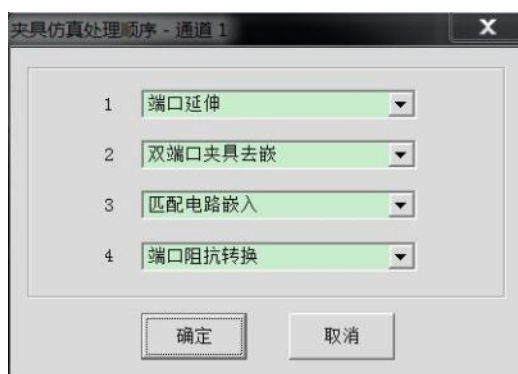 夹具仿真处理顺序 - 通道 1
1 端口延伸
2 双端口夹具去嵌
3 匹配电路嵌入
4 端口阻抗转换
确定 取消